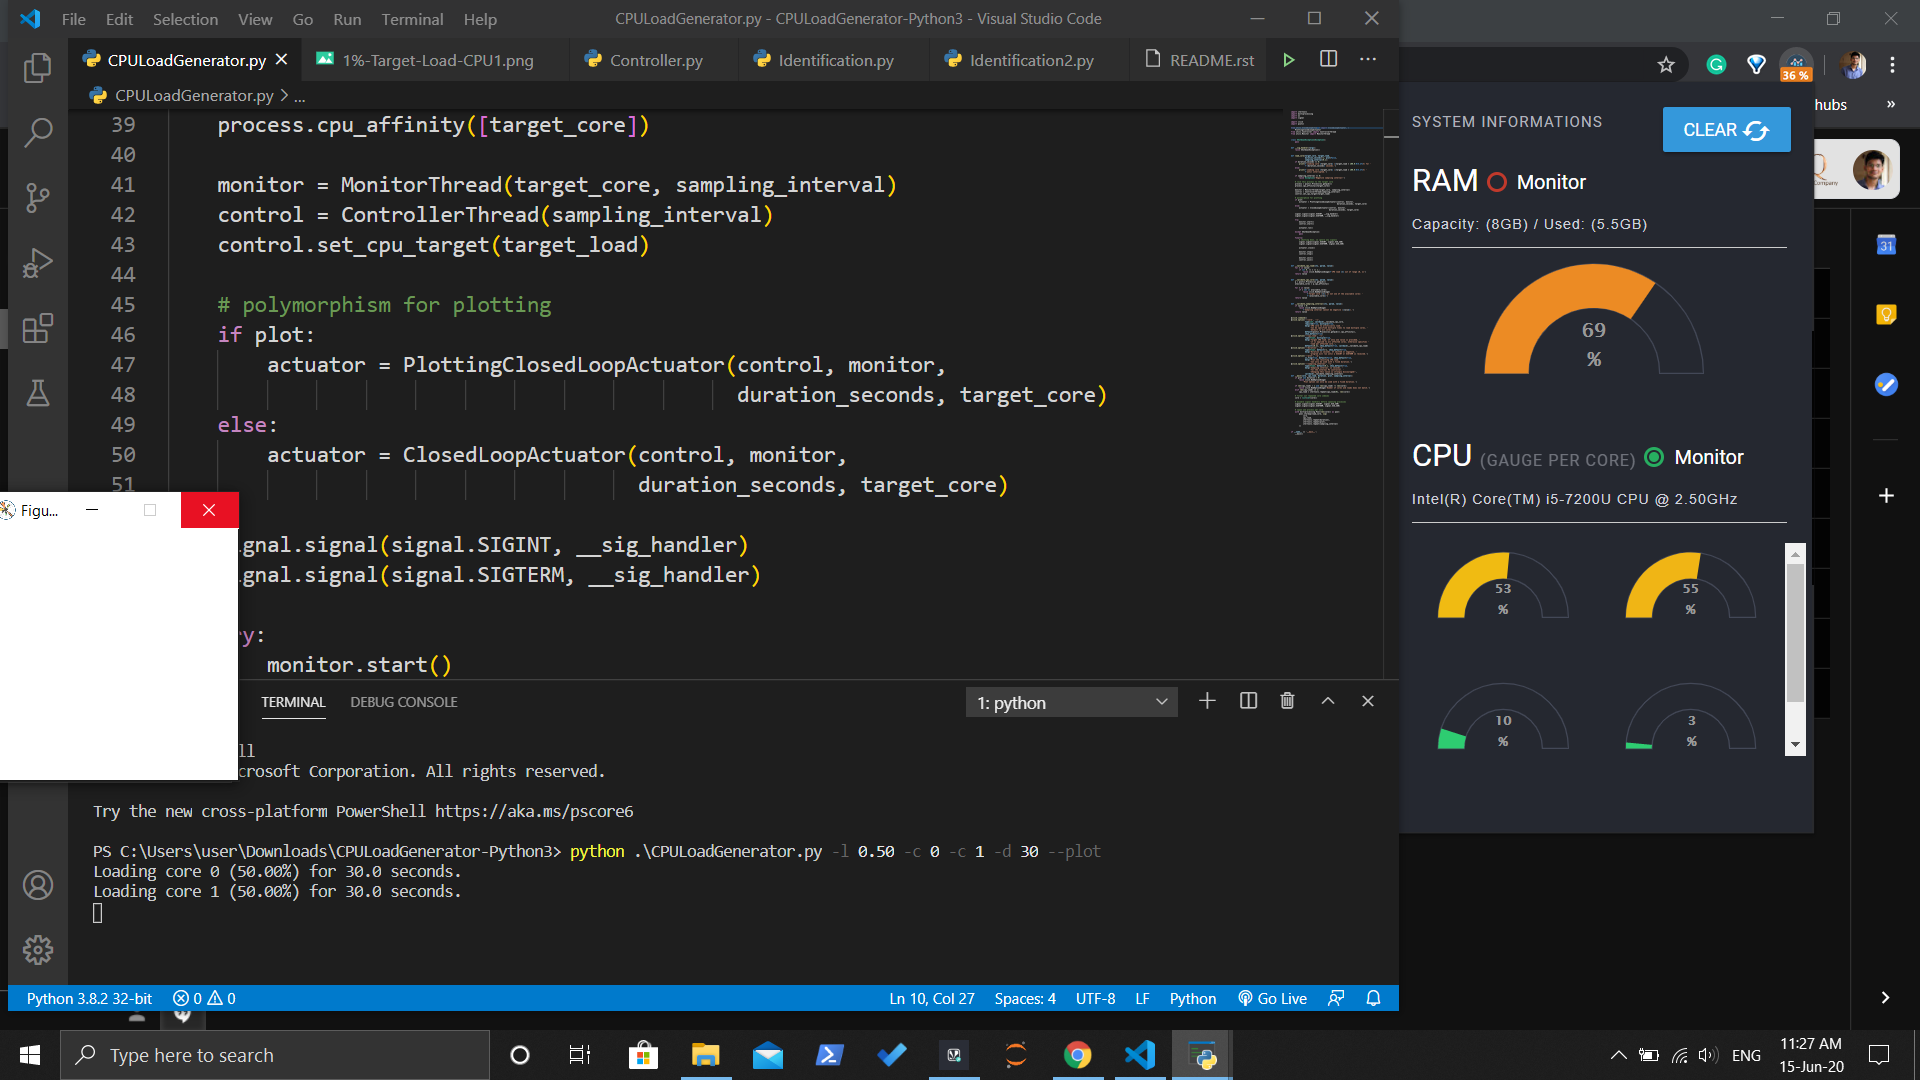 File Edit Selection View Go Run Terminal Help
CPULoadGenerator.py - CPULoadGenerator-Python3 - Visual Studio Code
CPULoadGenerator.py 1%-Target-Load-CPU1.png Controller.py Identification.py Identification2.py README.rst
CPULoadGenerator.py > ...
39 process.cpu_affinity([target_core])
40
41 monitor = MonitorThread(target_core, sampling_interval)
42 control = ControllerThread(sampling_interval)
43 control.set_cpu_target(target_load)
44
45 # polymorphism for plotting
46 if plot:
47 actuator = PlottingClosedLoopActuator(control, monitor,
48 duration_seconds, target_core)
49 else:
50 actuator = ClosedLoopActuator(control, monitor,
51 duration_seconds, target_core)
Figu...
ignal.signal(signal.SIGINT, __sig_handler)
ignal.signal(signal.SIGTERM, __sig_handler)
ry:
monitor.start()
TERMINAL DEBUG CONSOLE
1: python
ll
crosoft Corporation. All rights reserved.
Try the new cross-platform PowerShell https://aka.ms/pscore6
PS C:\Users\user\Downloads\CPULoadGenerator-Python3> python .\CPULoadGenerator.py -l 0.50 -c 0 -c 1 -d 30 --plot
Loading core 0 (50.00%) for 30.0 seconds.
Loading core 1 (50.00%) for 30.0 seconds.
Python 3.8.2 32-bit 0 0
Ln 10, Col 27 Spaces: 4 UTF-8 LF Python Go Live
36 %
hubs »
SYSTEM INFORMATIONS
CLEAR
RAM Monitor
Capacity: (8GB) / Used: (5.5GB)
69
%
CPU (GAUGE PER CORE) Monitor
Intel(R) Core(TM) i5-7200U CPU @ 2.50GHz
53
%
55
%
10
%
3
%
Company
31
Type here to search
ENG
11:27 AM
15-Jun-20